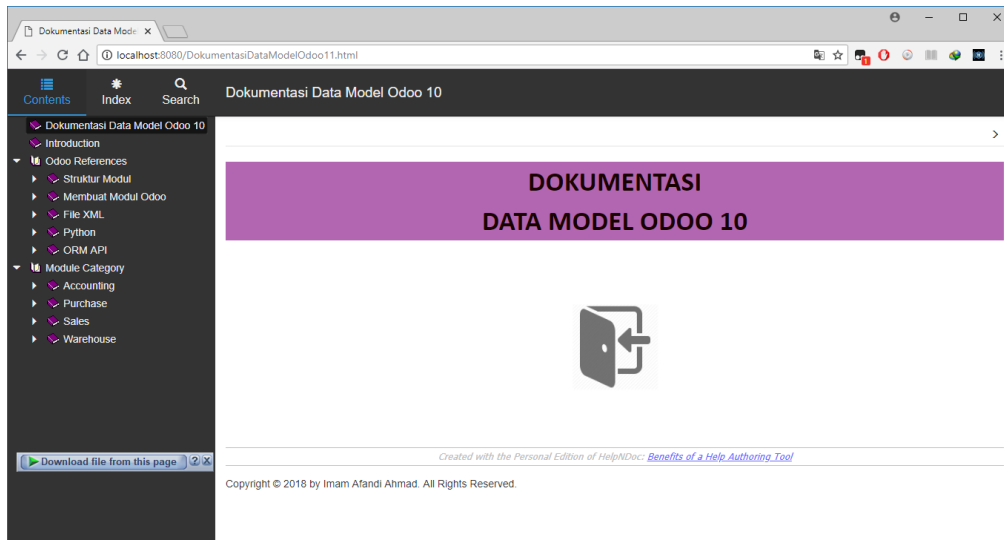 Dokumentasi Data Mode
localhost:8080/DokumentasiDataModelOdoo11.html
1
Contents
Index
Search
Dokumentasi Data Model Odoo 10
Dokumentasi Data Model Odoo 10
Introduction
Odoo References
Struktur Modul
Membuat Modul Odoo
File XML
Python
ORM API
Module Category
Accounting
Purchase
Sales
Warehouse
DOKUMENTASI
DATA MODEL ODOO 10
Download file from this page ? X
Created with the Personal Edition of HelpNDoc: Benefits of a Help Authoring Tool
Copyright © 2018 by Imam Afandi Ahmad. All Rights Reserved.